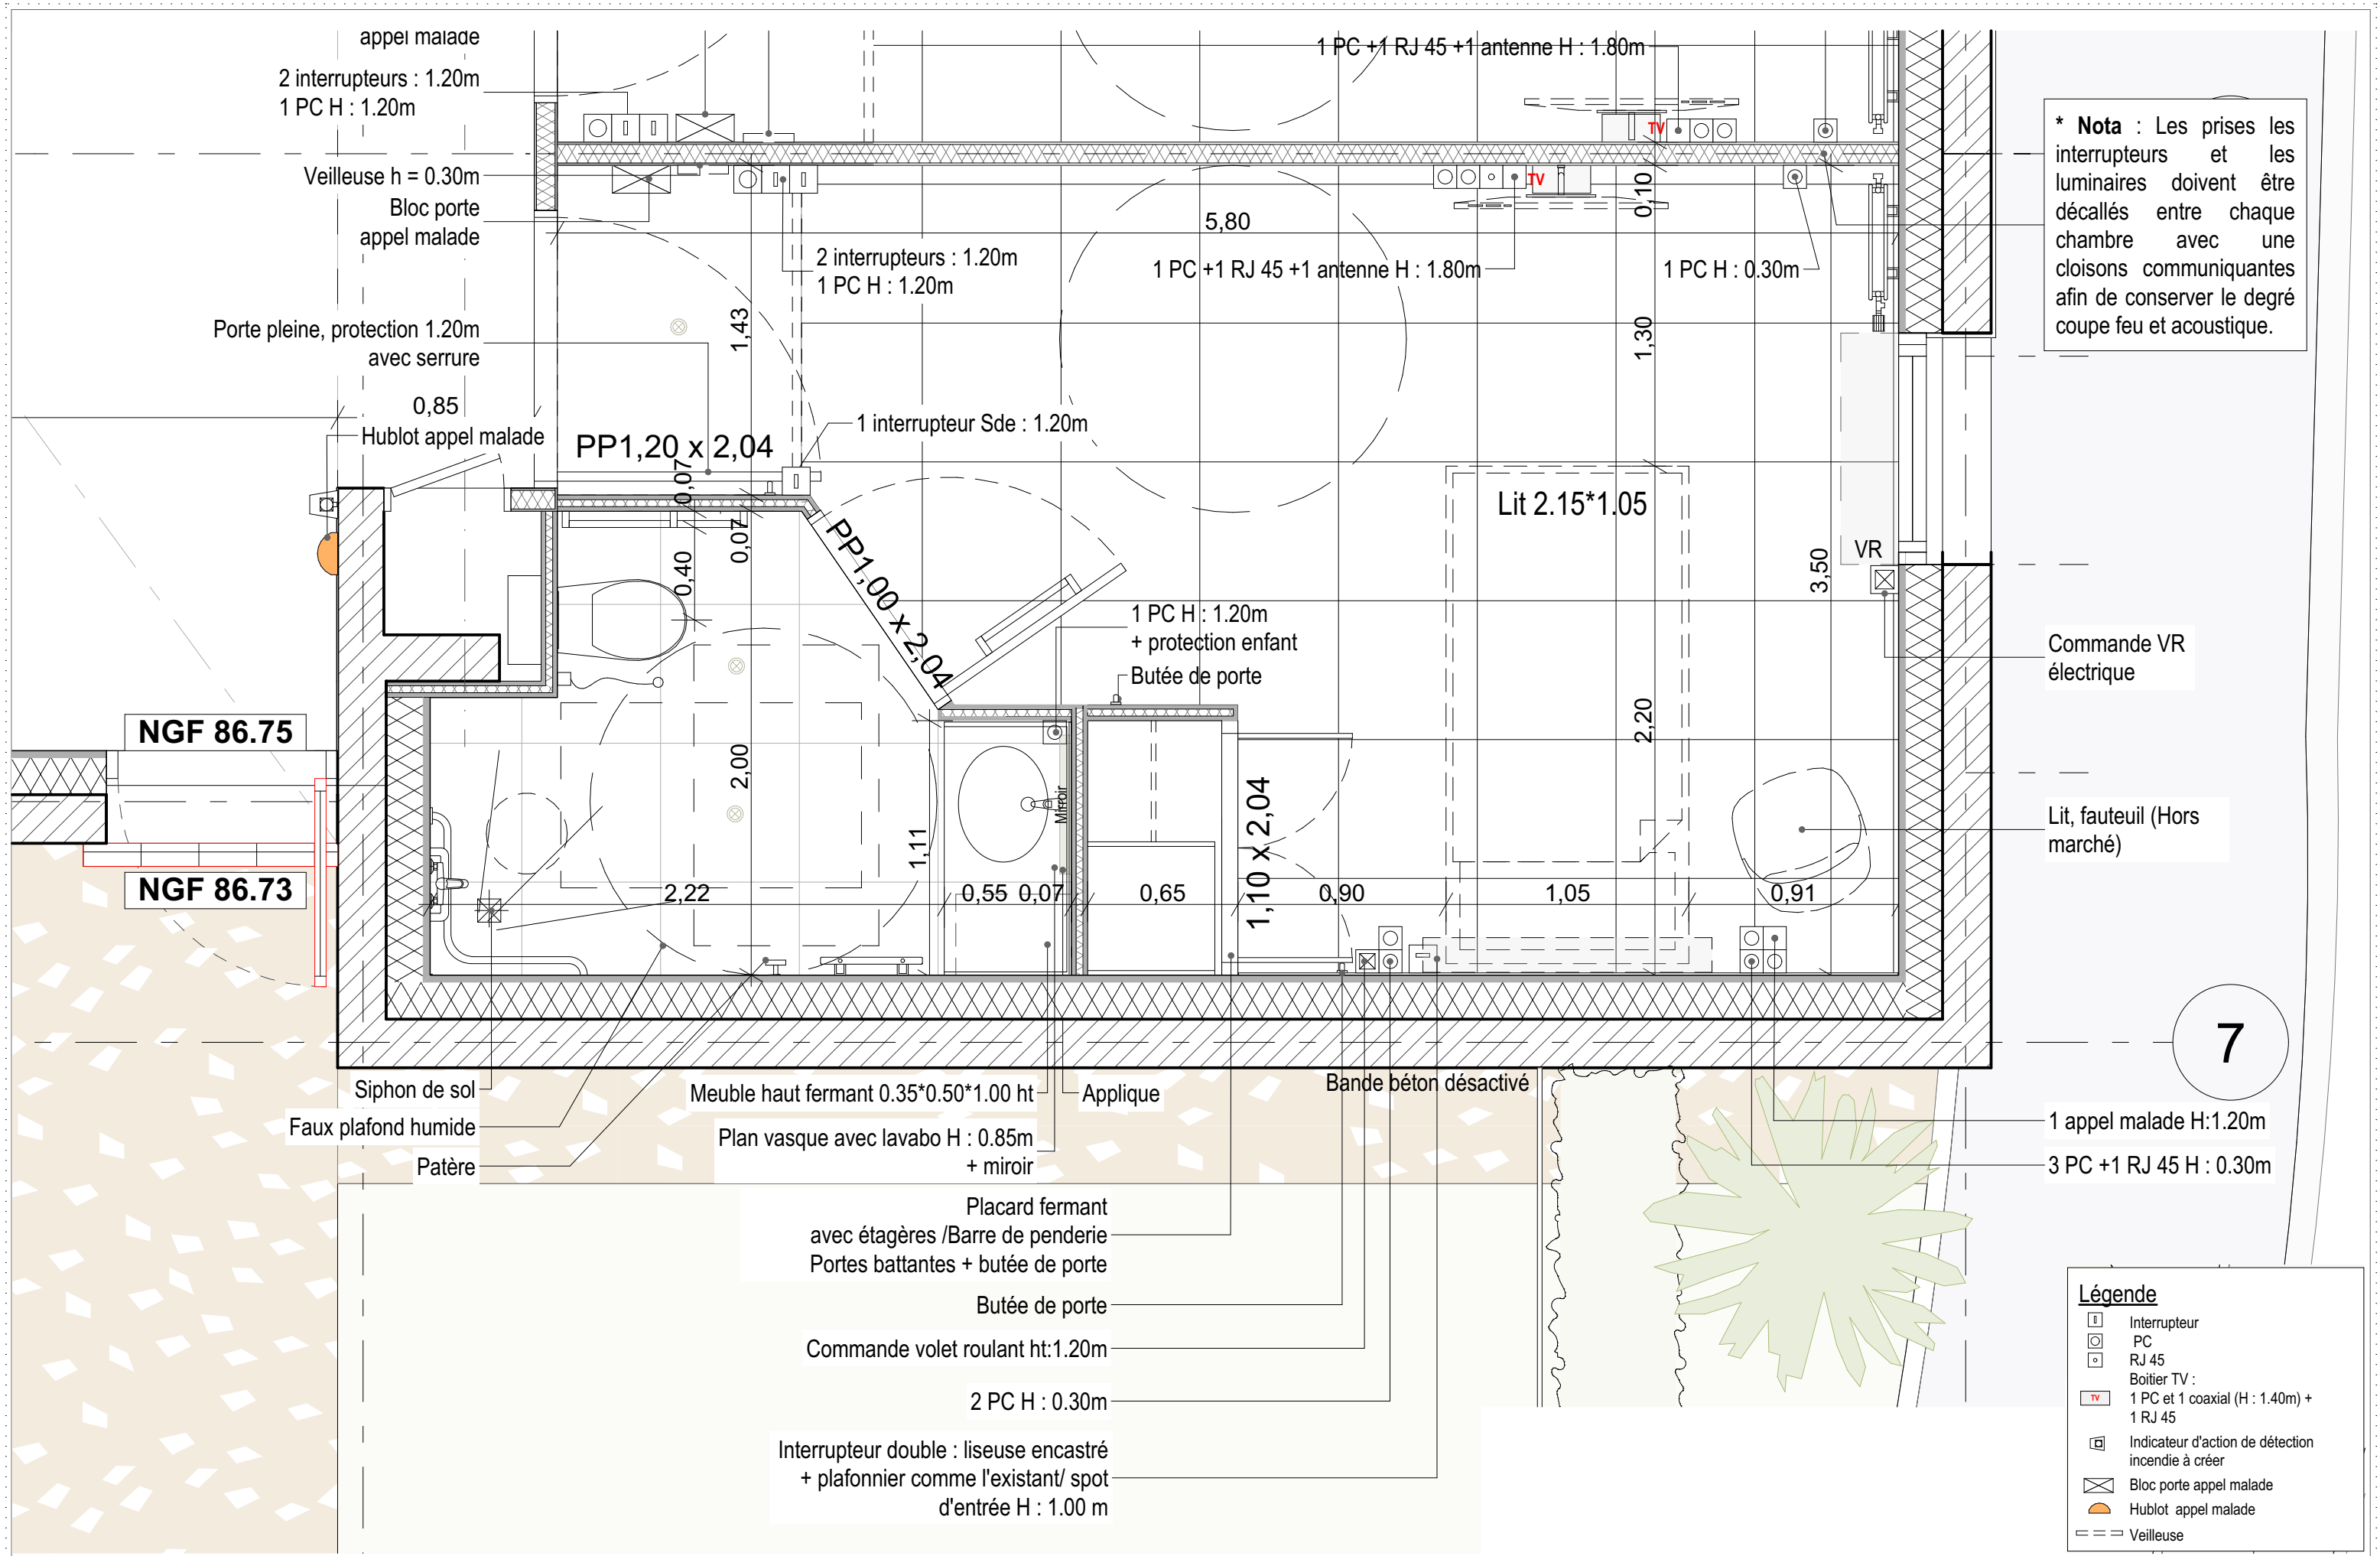 appel malade
2 interrupteurs : 1.20m
1 PC H : 1.20m
Veilleuse h = 0.30m
Bloc porte
appel malade
Porte pleine, protection 1.20m
avec serrure
0,85
Hublot appel malade
PP1,20 x 2,04
1 PC +1 RJ 45 +1 antenne H : 1.80m
TV
TV
5,80
0,10
2 interrupteurs : 1.20m
1 PC H : 1.20m
1 PC +1 RJ 45 +1 antenne H : 1.80m
1 PC H : 0.30m
1,43
1,30
1 interrupteur Sde : 1.20m
0,07
0,07
0,40
PP1,00 x 2,04
Lit 2.15*1.05
3,50
VR
1 PC H : 1.20m
+ protection enfant
Butée de porte
2,20
2,00
1,11
Mirroir
1,10 x 2,04
2,22
0,55
0,07
0,65
0,90
1,05
0,91
* Nota : Les prises les
interrupteurs et les
luminaires doivent être
décallés entre chaque
chambre avec une
cloisons communiquantes
afin de conserver le degré
coupe feu et acoustique.
Commande VR
électrique
Lit, fauteuil (Hors
marché)
NGF 86.75
NGF 86.73
7
Siphon de sol
Faux plafond humide
Patère
Meuble haut fermant 0.35*0.50*1.00 ht
Applique
Plan vasque avec lavabo H : 0.85m
+ miroir
Placard fermant
avec étagères /Barre de penderie
Portes battantes + butée de porte
Butée de porte
Commande volet roulant ht:1.20m
2 PC H : 0.30m
Interrupteur double : liseuse encastré
+ plafonnier comme l'existant/ spot
d'entrée H : 1.00 m
Bande béton désactivé
1 appel malade H:1.20m
3 PC +1 RJ 45 H : 0.30m
Légende
Interrupteur
PC
RJ 45
Boitier TV :
TV
1 PC et 1 coaxial (H : 1.40m) +
1 RJ 45
Indicateur d'action de détection
incendie à créer
Bloc porte appel malade
Hublot appel malade
Veilleuse